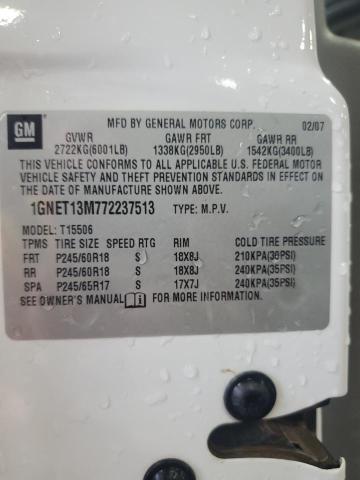 MFD BY GENERAL MOTORS CORP. 02/07
GM
GVWR GAWR FRT GAWR RR
2722KG(6001LB) 1338KG(2950LB) 1542KG(3400LB)
THIS VEHICLE CONFORMS TO ALL APPLICABLE U.S. FEDERAL MOTOR
VEHICLE SAFETY AND THEFT PREVENTION STANDARDS IN EFFECT ON
THE DATE OF MANUFACTURE SHOWN ABOVE.
1GNET13M772237513 TYPE: M.P.V.
MODEL: T15506
TPMS TIRE SIZE SPEED RTG RIM COLD TIRE PRESSURE
FRT P245/60R18 S 18X8J 210KPA(30PSI)
RR P245/60R18 S 18X8J 240KPA(35PSI)
SPA P245/65R17 S 17X7J 240KPA(35PSI)
SEE OWNER'S MANUAL FOR MORE INFORMATION.